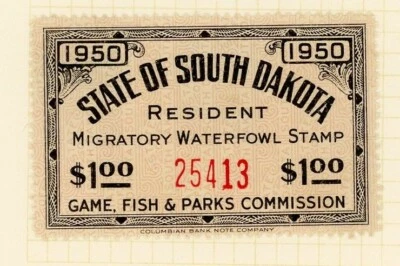 1950 1950
STATE OF SOUTH DAKOTA
RESIDENT
MIGRATORY WATERFOWL STAMP
$1.00 25413 $1.00
GAME, FISH & PARKS COMMISSION
COLUMBIAN BANK NOTE COMPANY